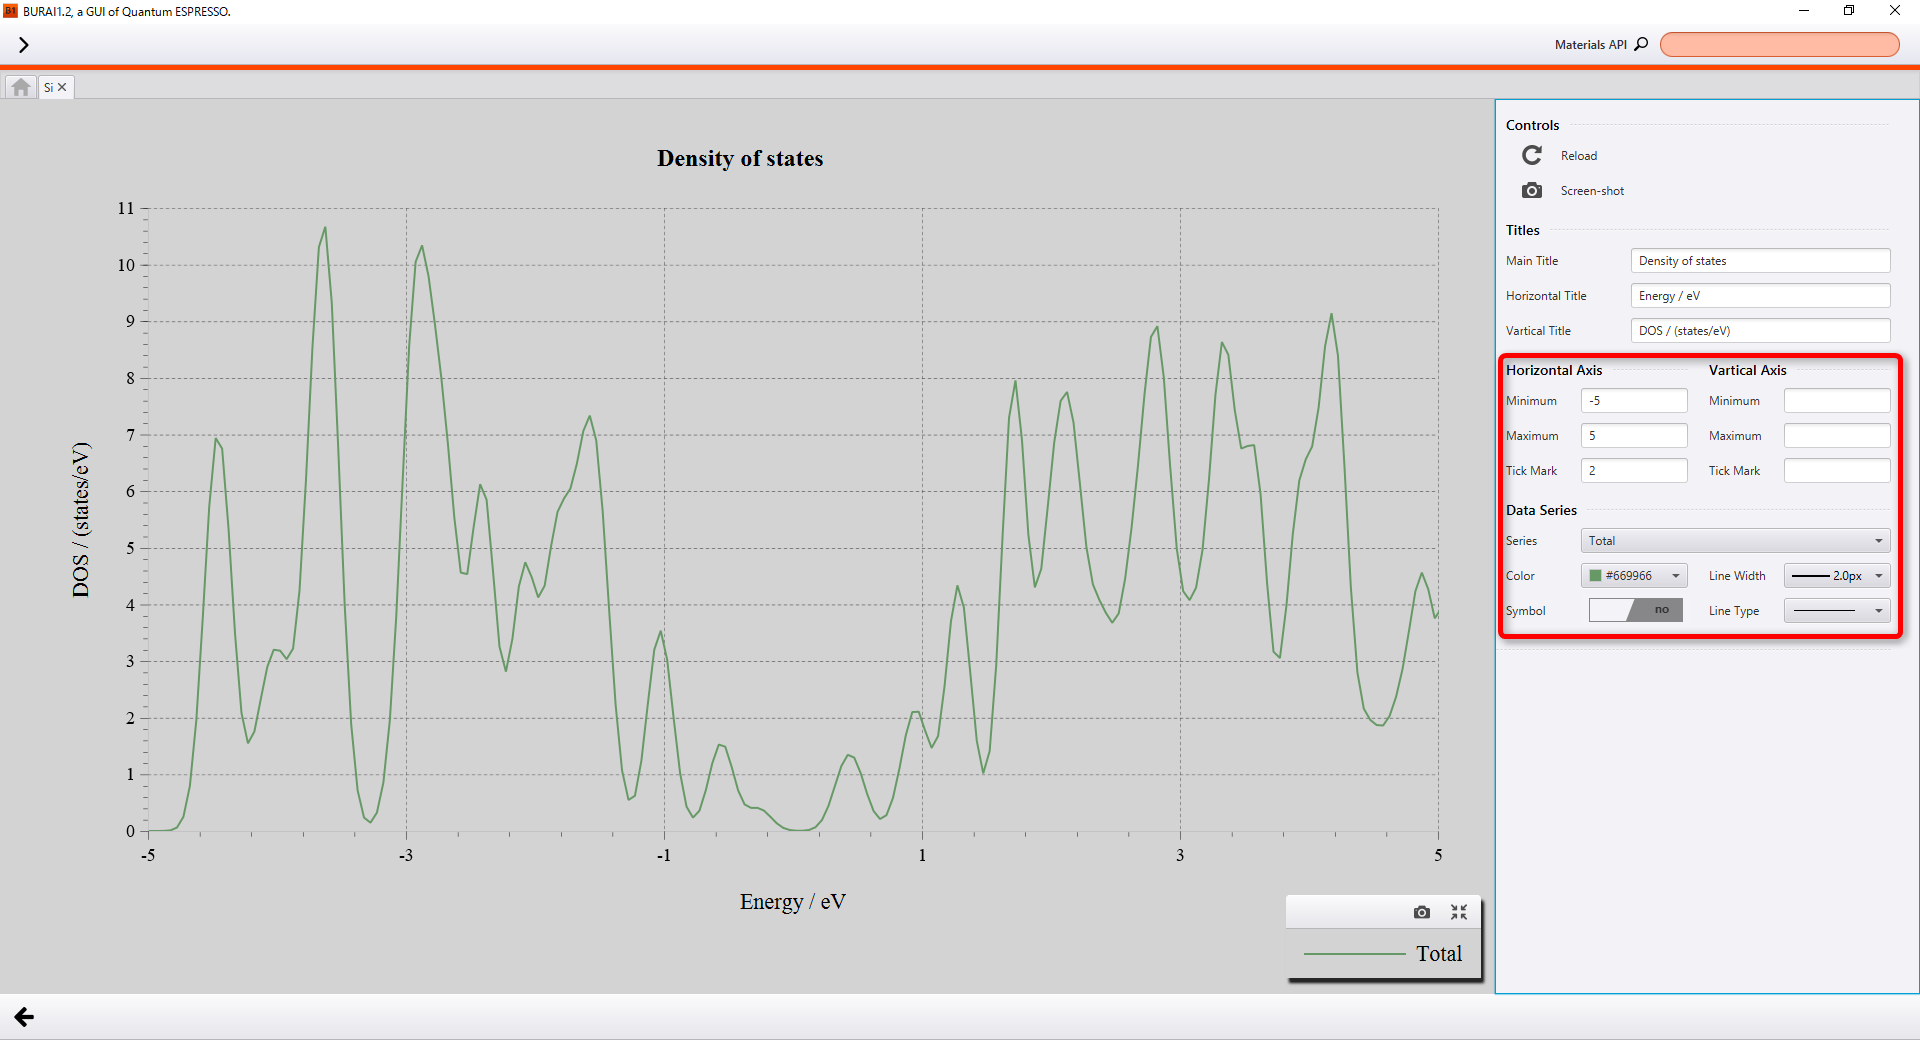 B1 BURAI1.2, a GUI of Quantum ESPRESSO.
Materials API
Si
Density of states
DOS / (states/eV)
11
10
9
8
7
6
5
4
3
2
1
0
-5 -3 -1 1 3 5
Energy / eV
Total
Controls
Reload
Screen-shot
Titles
Main Title Density of states
Horizontal Title Energy / eV
Vartical Title DOS / (states/eV)
Horizontal Axis Vartical Axis
Minimum -5 Minimum
Maximum 5 Maximum
Tick Mark 2 Tick Mark
Data Series
Series Total
Color #669966 Line Width 2.0px
Symbol no Line Type